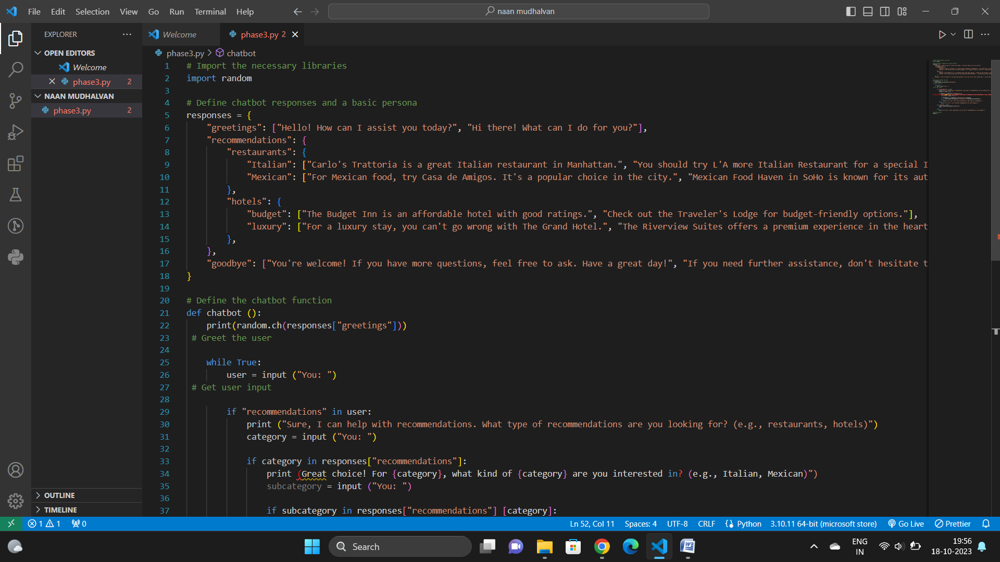 File Edit Selection View Go Run Terminal Help
naan mudhalvan
EXPLORER
OPEN EDITORS
Welcome
phase3.py 2
NAAN MUDHALVAN
phase3.py 2
OUTLINE
TIMELINE
Welcome
phase3.py 2
phase3.py > chatbot
1 # Import the necessary libraries
2 import random
3
4 # Define chatbot responses and a basic persona
5 responses = {
6 "greetings": ["Hello! How can I assist you today?", "Hi there! What can I do for you?"],
7 "recommendations": {
8 "restaurants": {
9 "Italian": ["Carlo's Trattoria is a great Italian restaurant in Manhattan.", "You should try L'A more Italian Restaurant for a special I
10 "Mexican": ["For Mexican food, try Casa de Amigos. It's a popular choice in the city.", "Mexican Food Haven in SoHo is known for its aut
11 },
12 "hotels": {
13 "budget": ["The Budget Inn is an affordable hotel with good ratings.", "Check out the Traveler's Lodge for budget-friendly options."],
14 "luxury": ["For a luxury stay, you can't go wrong with The Grand Hotel.", "The Riverview Suites offers a premium experience in the heart
15 },
16 },
17 "goodbye": ["You're welcome! If you have more questions, feel free to ask. Have a great day!", "If you need further assistance, don't hesitate t
18 }
19
20 # Define the chatbot function
21 def chatbot ():
22 print(random.ch(responses["greetings"]))
23 # Greet the user
24
25 while True:
26 user = input ("You: ")
27 # Get user input
28
29 if "recommendations" in user:
30 print ("Sure, I can help with recommendations. What type of recommendations are you looking for? (e.g., restaurants, hotels)")
31 category = input ("You: ")
32
33 if category in responses["recommendations"]:
34 print (Great choice! For {category}, what kind of {category} are you interested in? (e.g., Italian, Mexican)")
35 subcategory = input ("You: ")
36
37 if subcategory in responses["recommendations"] [category]:
1 1 0
Ln 52, Col 11 Spaces: 4 UTF-8 CRLF Python 3.10.11 64-bit (microsoft store) Go Live Prettier
Search
ENG
IN
19:56
18-10-2023